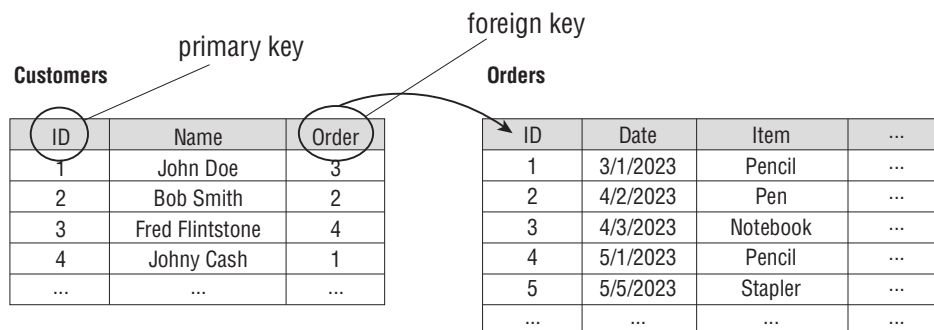 foreign key
primary key
Customers
ID Name Order
1 John Doe 3
2 Bob Smith 2
3 Fred Flintstone 4
4 Johny Cash 1
... ... ...
Orders
ID Date Item ...
1 3/1/2023 Pencil ...
2 4/2/2023 Pen ...
3 4/3/2023 Notebook ...
4 5/1/2023 Pencil ...
5 5/5/2023 Stapler ...
... ... ... ...